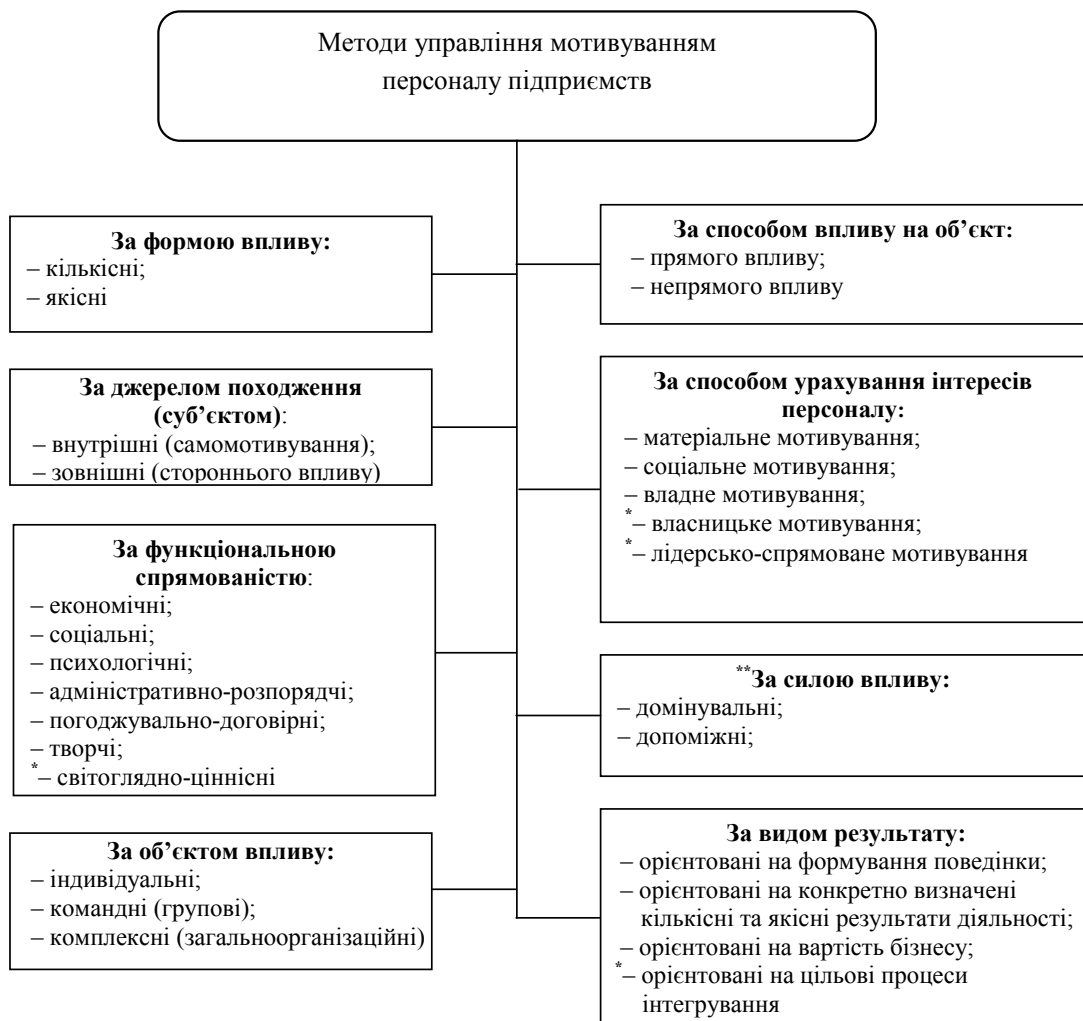 Методи управління мотивуванням
персоналу підприємств
За формою впливу:
– кількісні;
– якісні
За джерелом походження
(суб’єктом):
– внутрішні (самомотивування);
– зовнішні (стороннього впливу)
За функціональною
спрямованістю:
– економічні;
– соціальні;
– психологічні;
– адміністративно-розпорядчі;
– погоджувально-договірні;
– творчі;
*– світоглядно-ціннісні
За об’єктом впливу:
– індивідуальні;
– командні (групові);
– комплексні (загальноорганізаційні)
За способом впливу на об’єкт:
– прямого впливу;
– непрямого впливу
За способом урахування інтересів
персоналу:
– матеріальне мотивування;
– соціальне мотивування;
– владне мотивування;
*– власницьке мотивування;
*– лідерсько-спрямоване мотивування
**За силою впливу:
– домінувальні;
– допоміжні;
За видом результату:
– орієнтовані на формування поведінки;
– орієнтовані на конкретно визначені
кількісні та якісні результати діяльності;
– орієнтовані на вартість бізнесу;
*– орієнтовані на цільові процеси
інтегрування